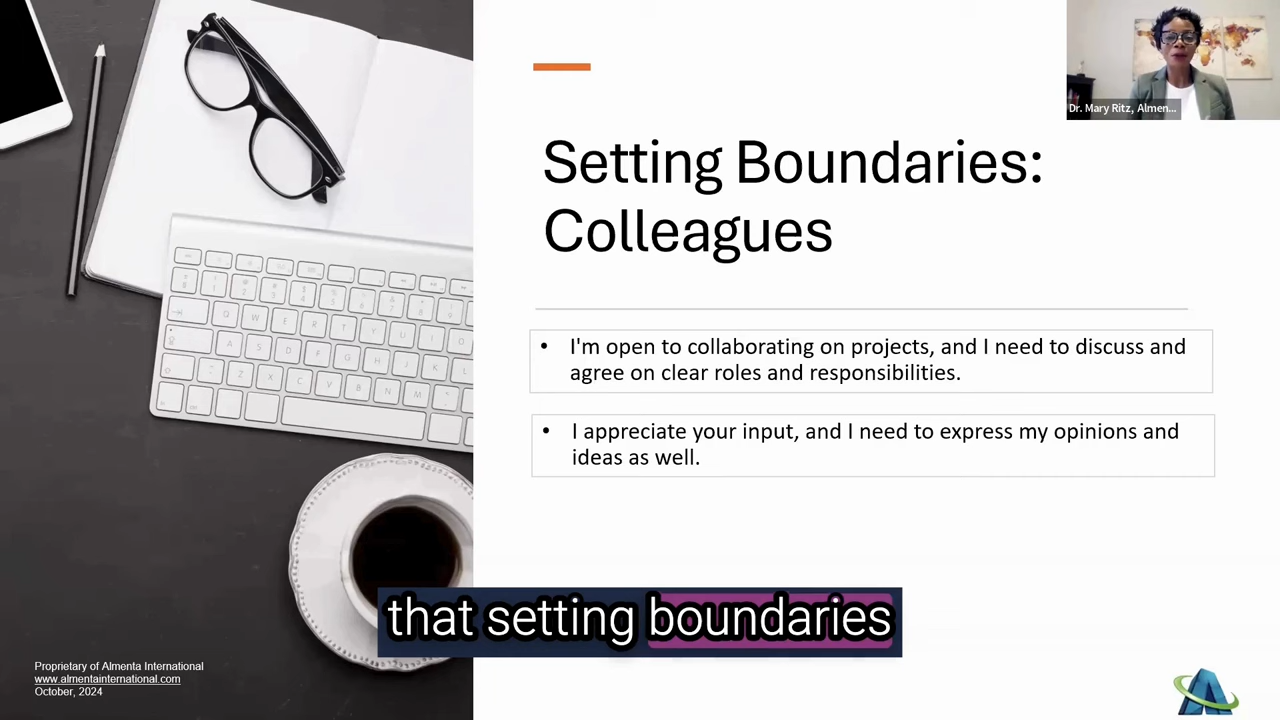 Dr. Mary Ritz, Almen...
Setting Boundaries:
Colleagues
• I'm open to collaborating on projects, and I need to discuss and
agree on clear roles and responsibilities.
• I appreciate your input, and I need to express my opinions and
ideas as well.
that setting boundaries
Proprietary of Almenta International
www.almentainternational.com
October, 2024